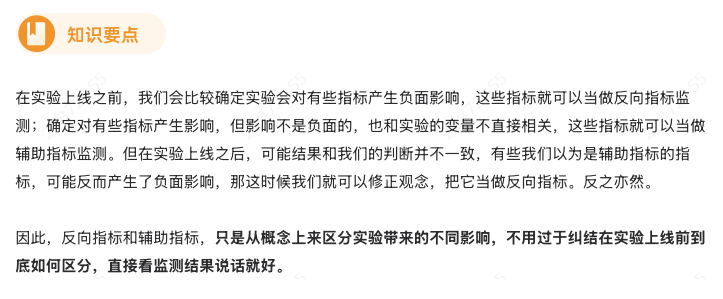 知识要点
在实验上线之前，我们会比较确定实验会对有些指标产生负面影响，这些指标就可以当做反向指标监
测；确定对有些指标产生影响，但影响不是负面的，也和实验的变量不直接相关，这些指标就可以当做
辅助指标监测。但在实验上线之后，可能结果和我们的判断并不一致，有些我们以为是辅助指标的指
标，可能反而产生了负面影响，那这时候我们就可以修正观念，把它当做反向指标。反之亦然。
因此，反向指标和辅助指标，只是从概念上来区分实验带来的不同影响，不用过于纠结在实验上线前到
底如何区分，直接看监测结果说话就好。